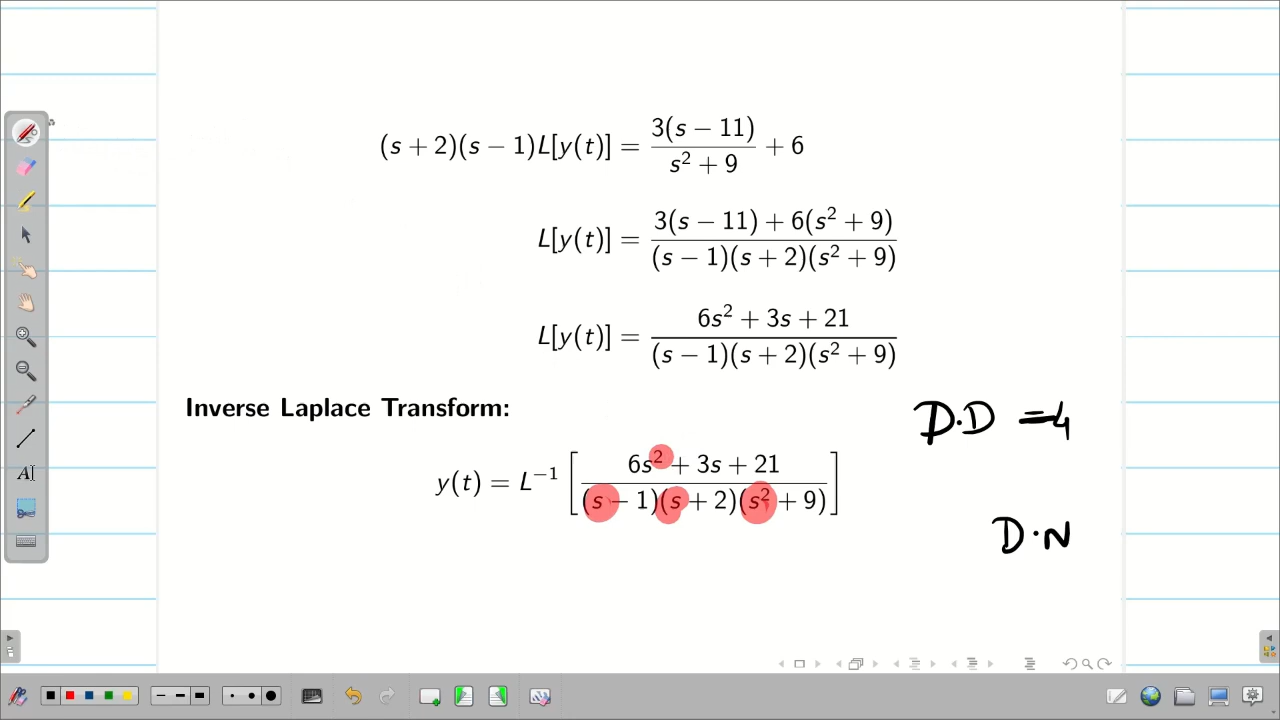 (s + 2)(s − 1)L[y(t)] = 3(s − 11)/(s² + 9) + 6
L[y(t)] = (3(s − 11) + 6(s² + 9))/((s − 1)(s + 2)(s² + 9))
L[y(t)] = (6s² + 3s + 21)/((s − 1)(s + 2)(s² + 9))
Inverse Laplace Transform:
D·D = 4
y(t) = L⁻¹ [(6s² + 3s + 21)/((s − 1)(s + 2)(s² + 9))]
D·N